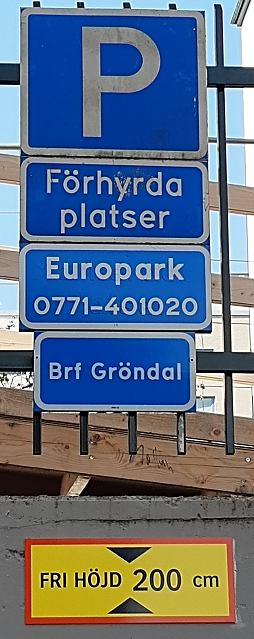 P
Förhyrda
platser
Europark
0771-401020
Brf Gröndal
FRI HÖJD 200 cm